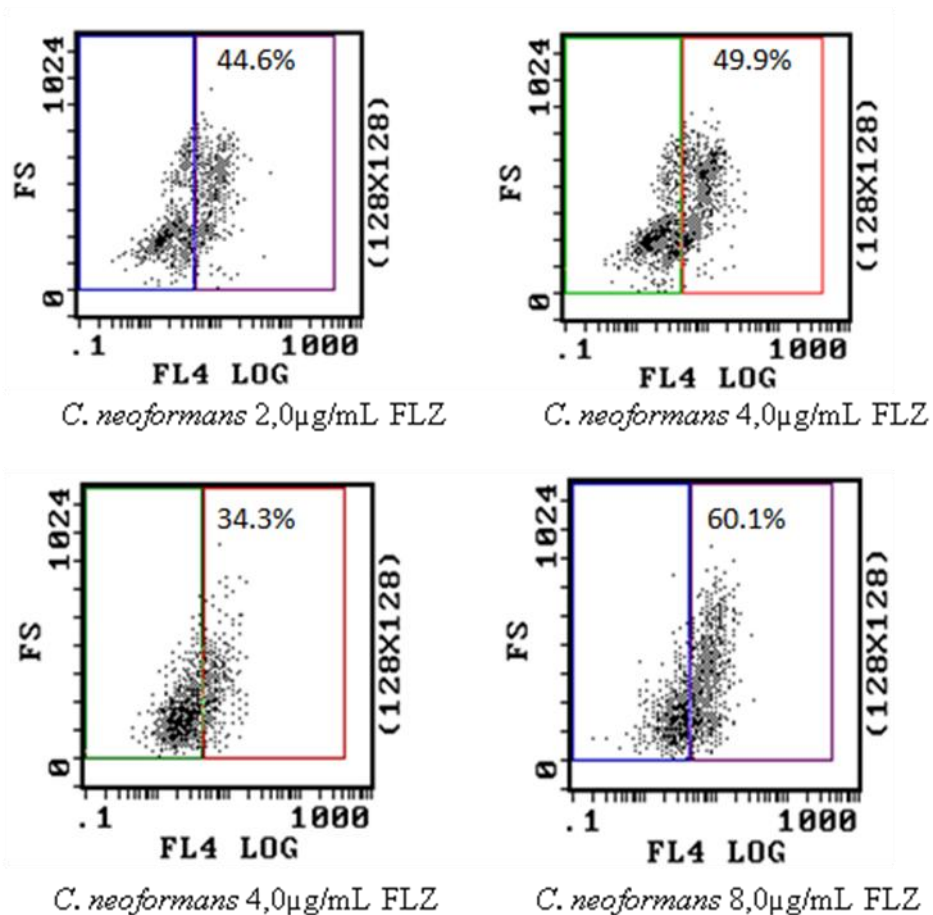 44.6%
1024
FS
0
(128X128)
.1 1000
FL4 LOG
C. neoformans 2,0µg/mL FLZ
49.9%
1024
FS
0
(128X128)
.1 1000
FL4 LOG
C. neoformans 4,0µg/mL FLZ
34.3%
1024
FS
0
(128X128)
.1 1000
FL4 LOG
C. neoformans 4,0µg/mL FLZ
60.1%
1024
FS
0
(128X128)
.1 1000
FL4 LOG
C. neoformans 8,0µg/mL FLZ